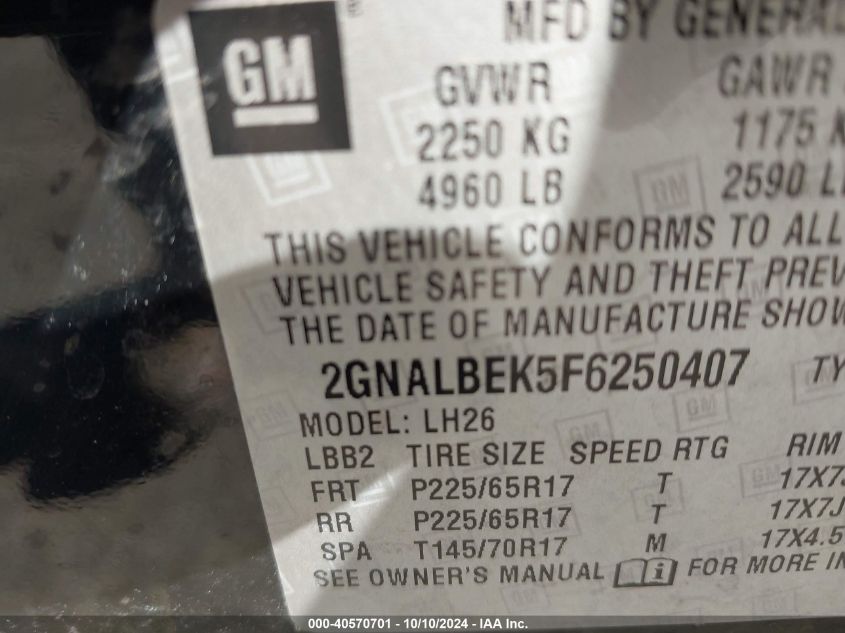 GM ®
MFD BY GENERAL
GVWR GAWR
2250 KG 1175 K
4960 LB 2590 L
THIS VEHICLE CONFORMS TO ALL
VEHICLE SAFETY AND THEFT PREV
THE DATE OF MANUFACTURE SHOW
2GNALBEK5F6250407 TY
MODEL: LH26
LBB2 TIRE SIZE SPEED RTG RIM
FRT P225/65R17 T 17X7J
RR P225/65R17 T 17X7J
SPA T145/70R17 M 17X4.5
SEE OWNER'S MANUAL i FOR MORE IN
000-40570701 - 10/10/2024 - IAA Inc.